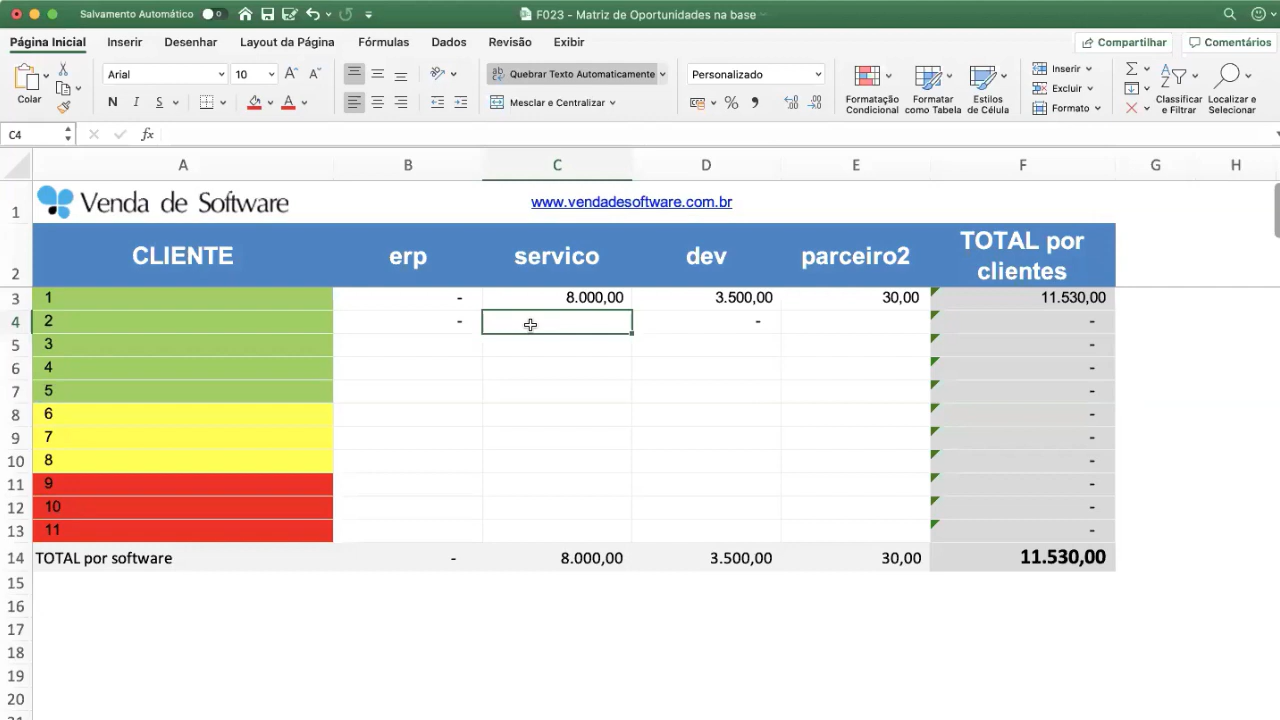 Salvamento Automático
F023 - Matriz de Oportunidades na base
Página Inicial Inserir Desenhar Layout da Página Fórmulas Dados Revisão Exibir Compartilhar Comentários
Colar
Arial 10
N I S
Quebrar Texto Automaticamente
Mesclar e Centralizar
Personalizado
Formatação Condicional
Formatar como Tabela
Estilos de Célula
Inserir
Excluir
Formato
Classificar e Filtrar
Localizar e Selecionar
C4 fx
A B C D E F G H
1 Venda de Software www.vendadesoftware.com.br
2 CLIENTE erp servico dev parceiro2 TOTAL por clientes
3 1 - 8.000,00 3.500,00 30,00 11.530,00
4 2 - - -
5 3 -
6 4 -
7 5 -
8 6 -
9 7 -
10 8 -
11 9 -
12 10 -
13 11 -
14 TOTAL por software - 8.000,00 3.500,00 30,00 11.530,00
15
16
17
18
19
20